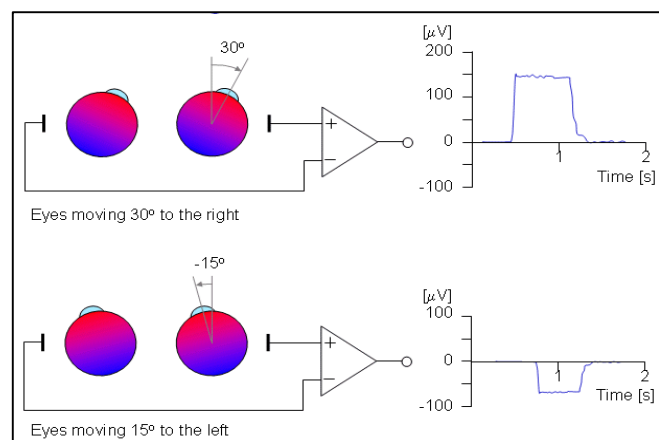 30º
[µV]
200
100
0
-100
1
2
Time [s]
+
−
Eyes moving 30º to the right
-15º
[µV]
100
0
-100
1
2
Time [s]
+
−
Eyes moving 15º to the left